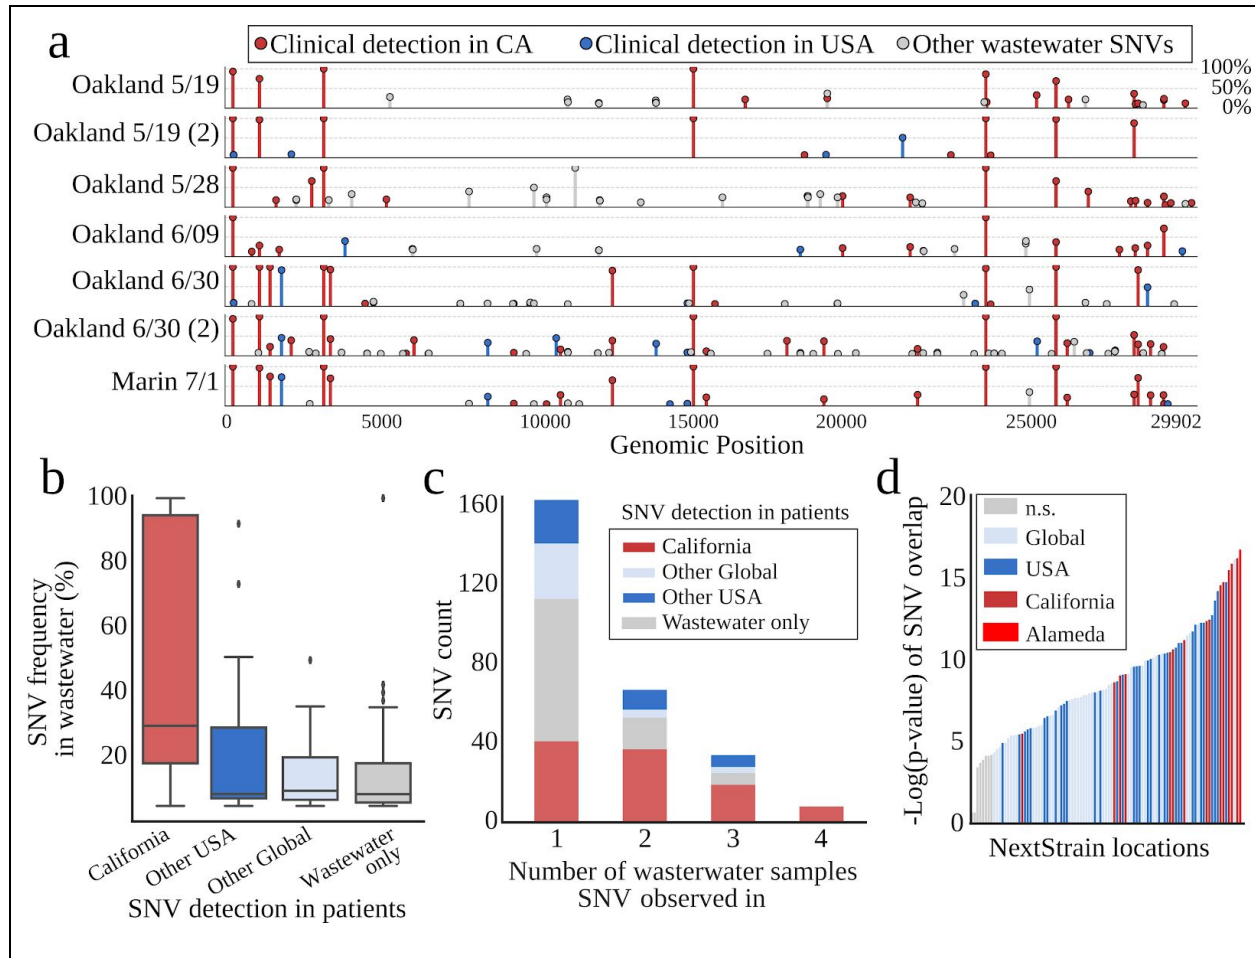 a
Clinical detection in CA
Clinical detection in USA
Other wastewater SNVs
Oakland 5/19
100%
50%
0%
Oakland 5/19 (2)
Oakland 5/28
Oakland 6/09
Oakland 6/30
Oakland 6/30 (2)
Marin 7/1
0 5000 10000 15000 20000 25000 29902
Genomic Position
b
SNV frequency
in wastewater (%)
100
80
60
40
20
California
Other USA
Other Global
Wastewater
only
SNV detection in patients
c
SNV count
160
120
80
40
0
SNV detection in patients
California
Other Global
Other USA
Wastewater only
1 2 3 4
Number of wasterwater samples
SNV observed in
d
-Log(p-value) of SNV overlap
20
15
10
5
0
n.s.
Global
USA
California
Alameda
NextStrain locations